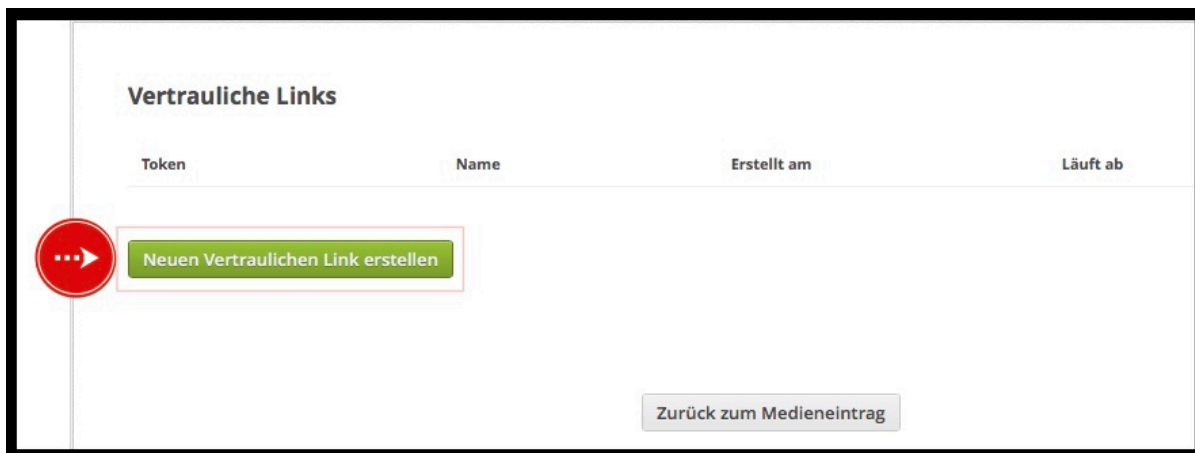 Vertrauliche Links
Token Name Erstellt am Läuft ab
Neuen Vertraulichen Link erstellen
Zurück zum Medieneintrag